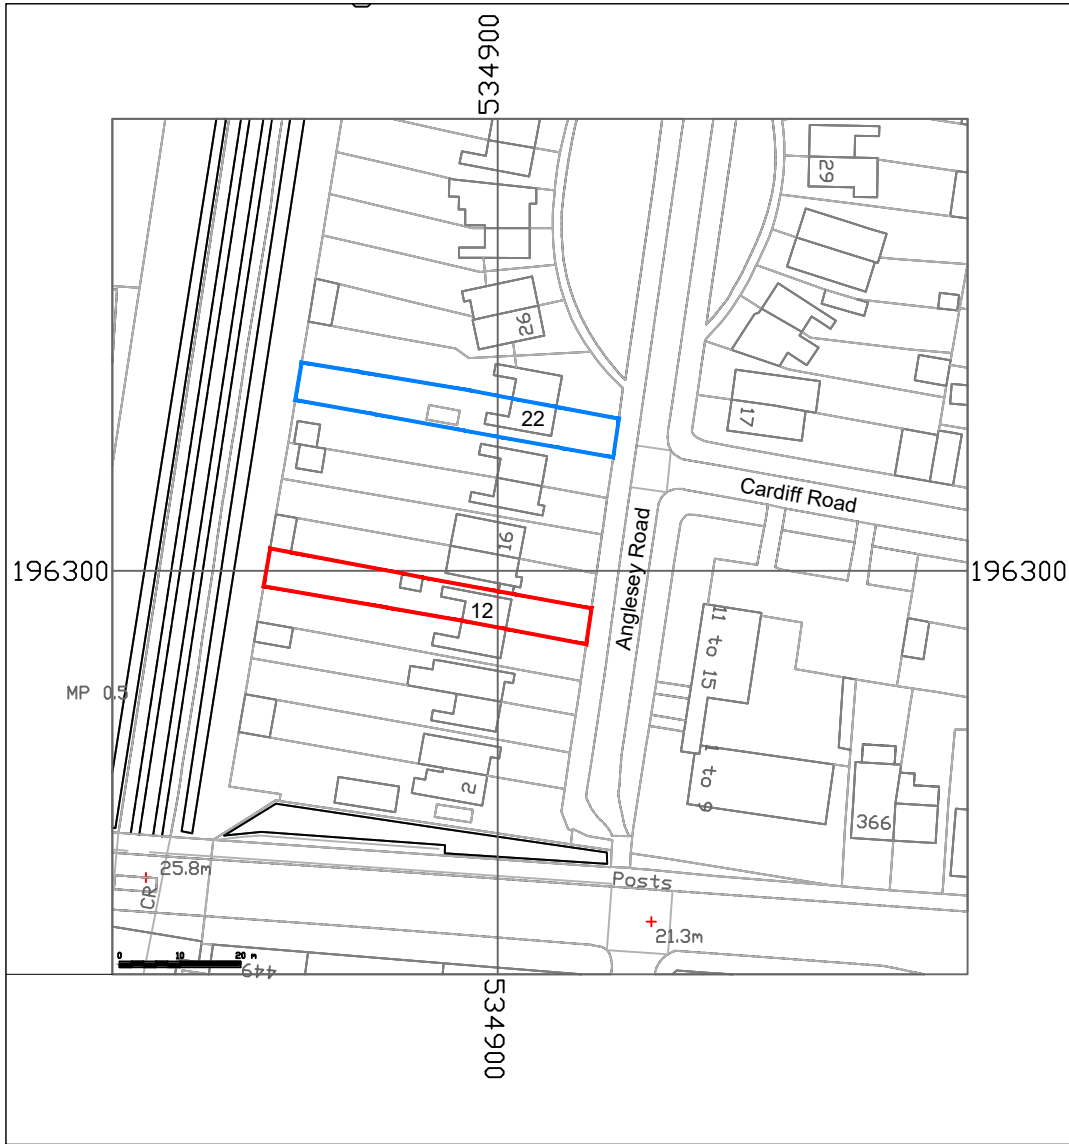 534900
29
26
22
17
Cardiff Road
16
196300
196300
Anglesey Road
12
11 to 15
MP 0.5
1 to 9
2
366
25.8m
CR
Posts
21.3m
0 10 20 m
449
534900